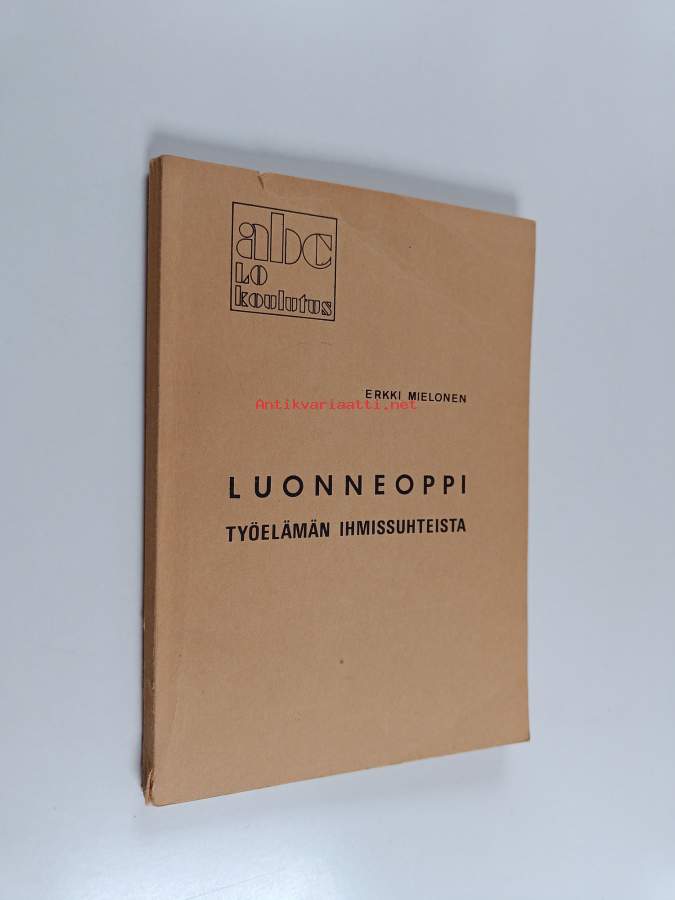 abc
LO
koulutus
ERKKI MIELONEN
Antikvariaatti.net
LUONNEOPPI
TYÖELÄMÄN IHMISSUHTEISTA